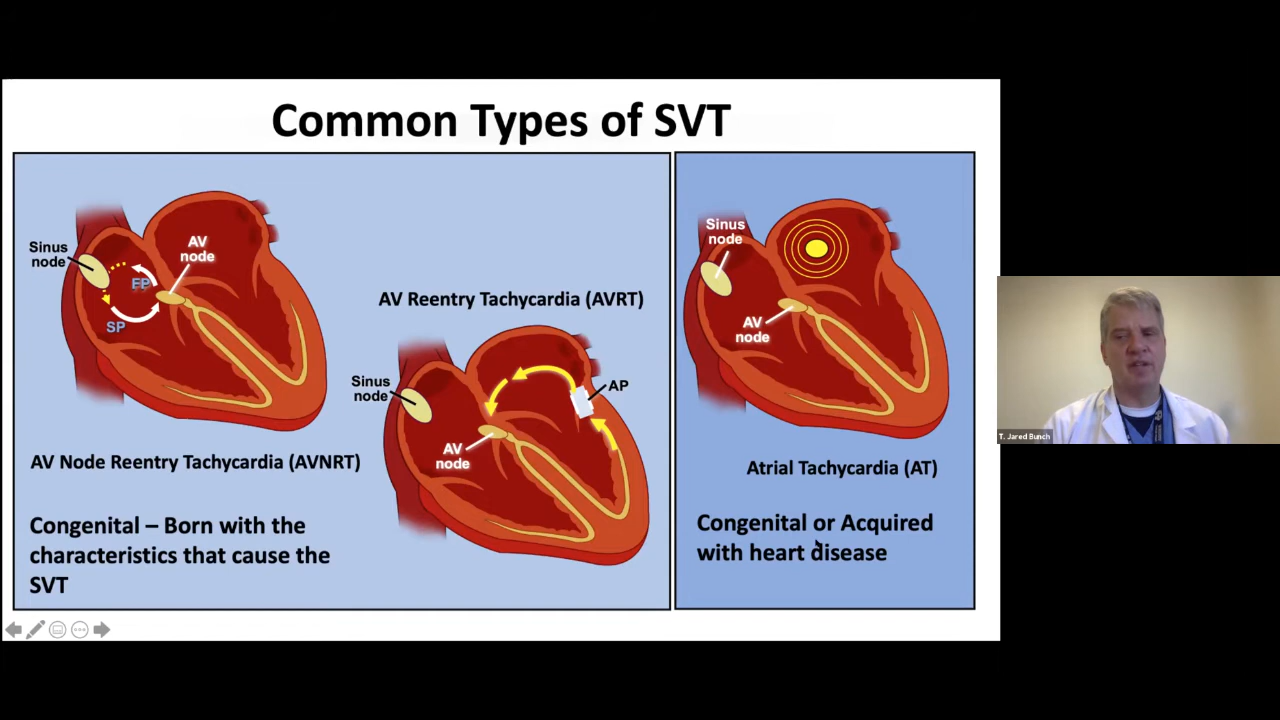 Common Types of SVT
Sinus
node
AV
node
FP
SP
AV Node Reentry Tachycardia (AVNRT)
Congenital – Born with the
characteristics that cause the
SVT
AV Reentry Tachycardia (AVRT)
Sinus
node
AP
AV
node
Sinus
node
AV
node
Atrial Tachycardia (AT)
Congenital or Acquired
with heart disease
T. Jared Bunch